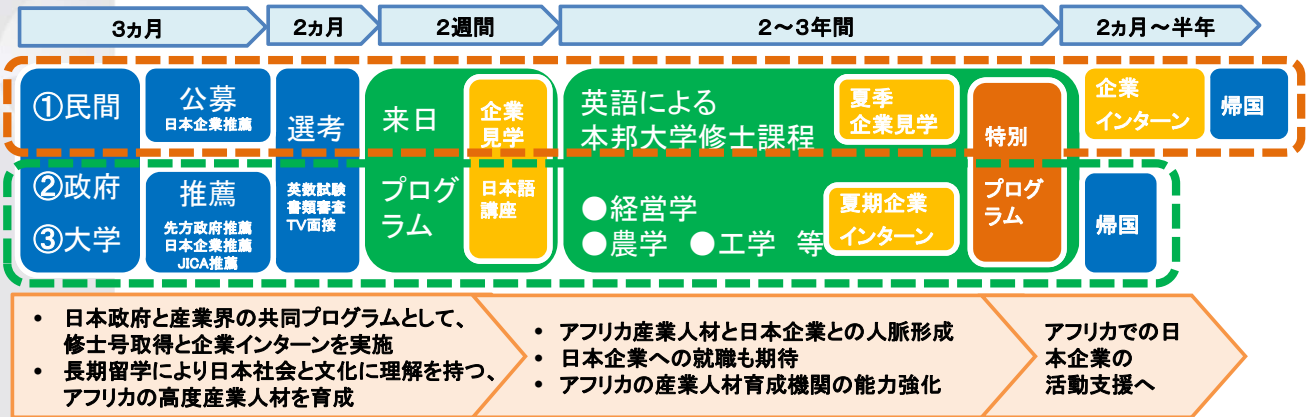 3ヵ月
2ヵ月
2週間
2~3年間
2ヵ月~半年
①民間
公募
日本企業推薦
選考
英数試験
書類審査
TV面接
②政府
③大学
推薦
先方政府推薦
日本企業推薦
JICA推薦
来日
プログ
ラム
企業
見学
日本語
講座
英語による
本邦大学修士課程
●経営学
●農学 ●工学 等
夏季
企業見学
夏期企業
インターン
特別
プログ
ラム
企業
インターン
帰国
帰国
• 日本政府と産業界の共同プログラムとして、
修士号取得と企業インターンを実施
• 長期留学により日本社会と文化に理解を持つ、
アフリカの高度産業人材を育成
• アフリカ産業人材と日本企業との人脈形成
• 日本企業への就職も期待
• アフリカの産業人材育成機関の能力強化
アフリカでの日
本企業の
活動支援へ